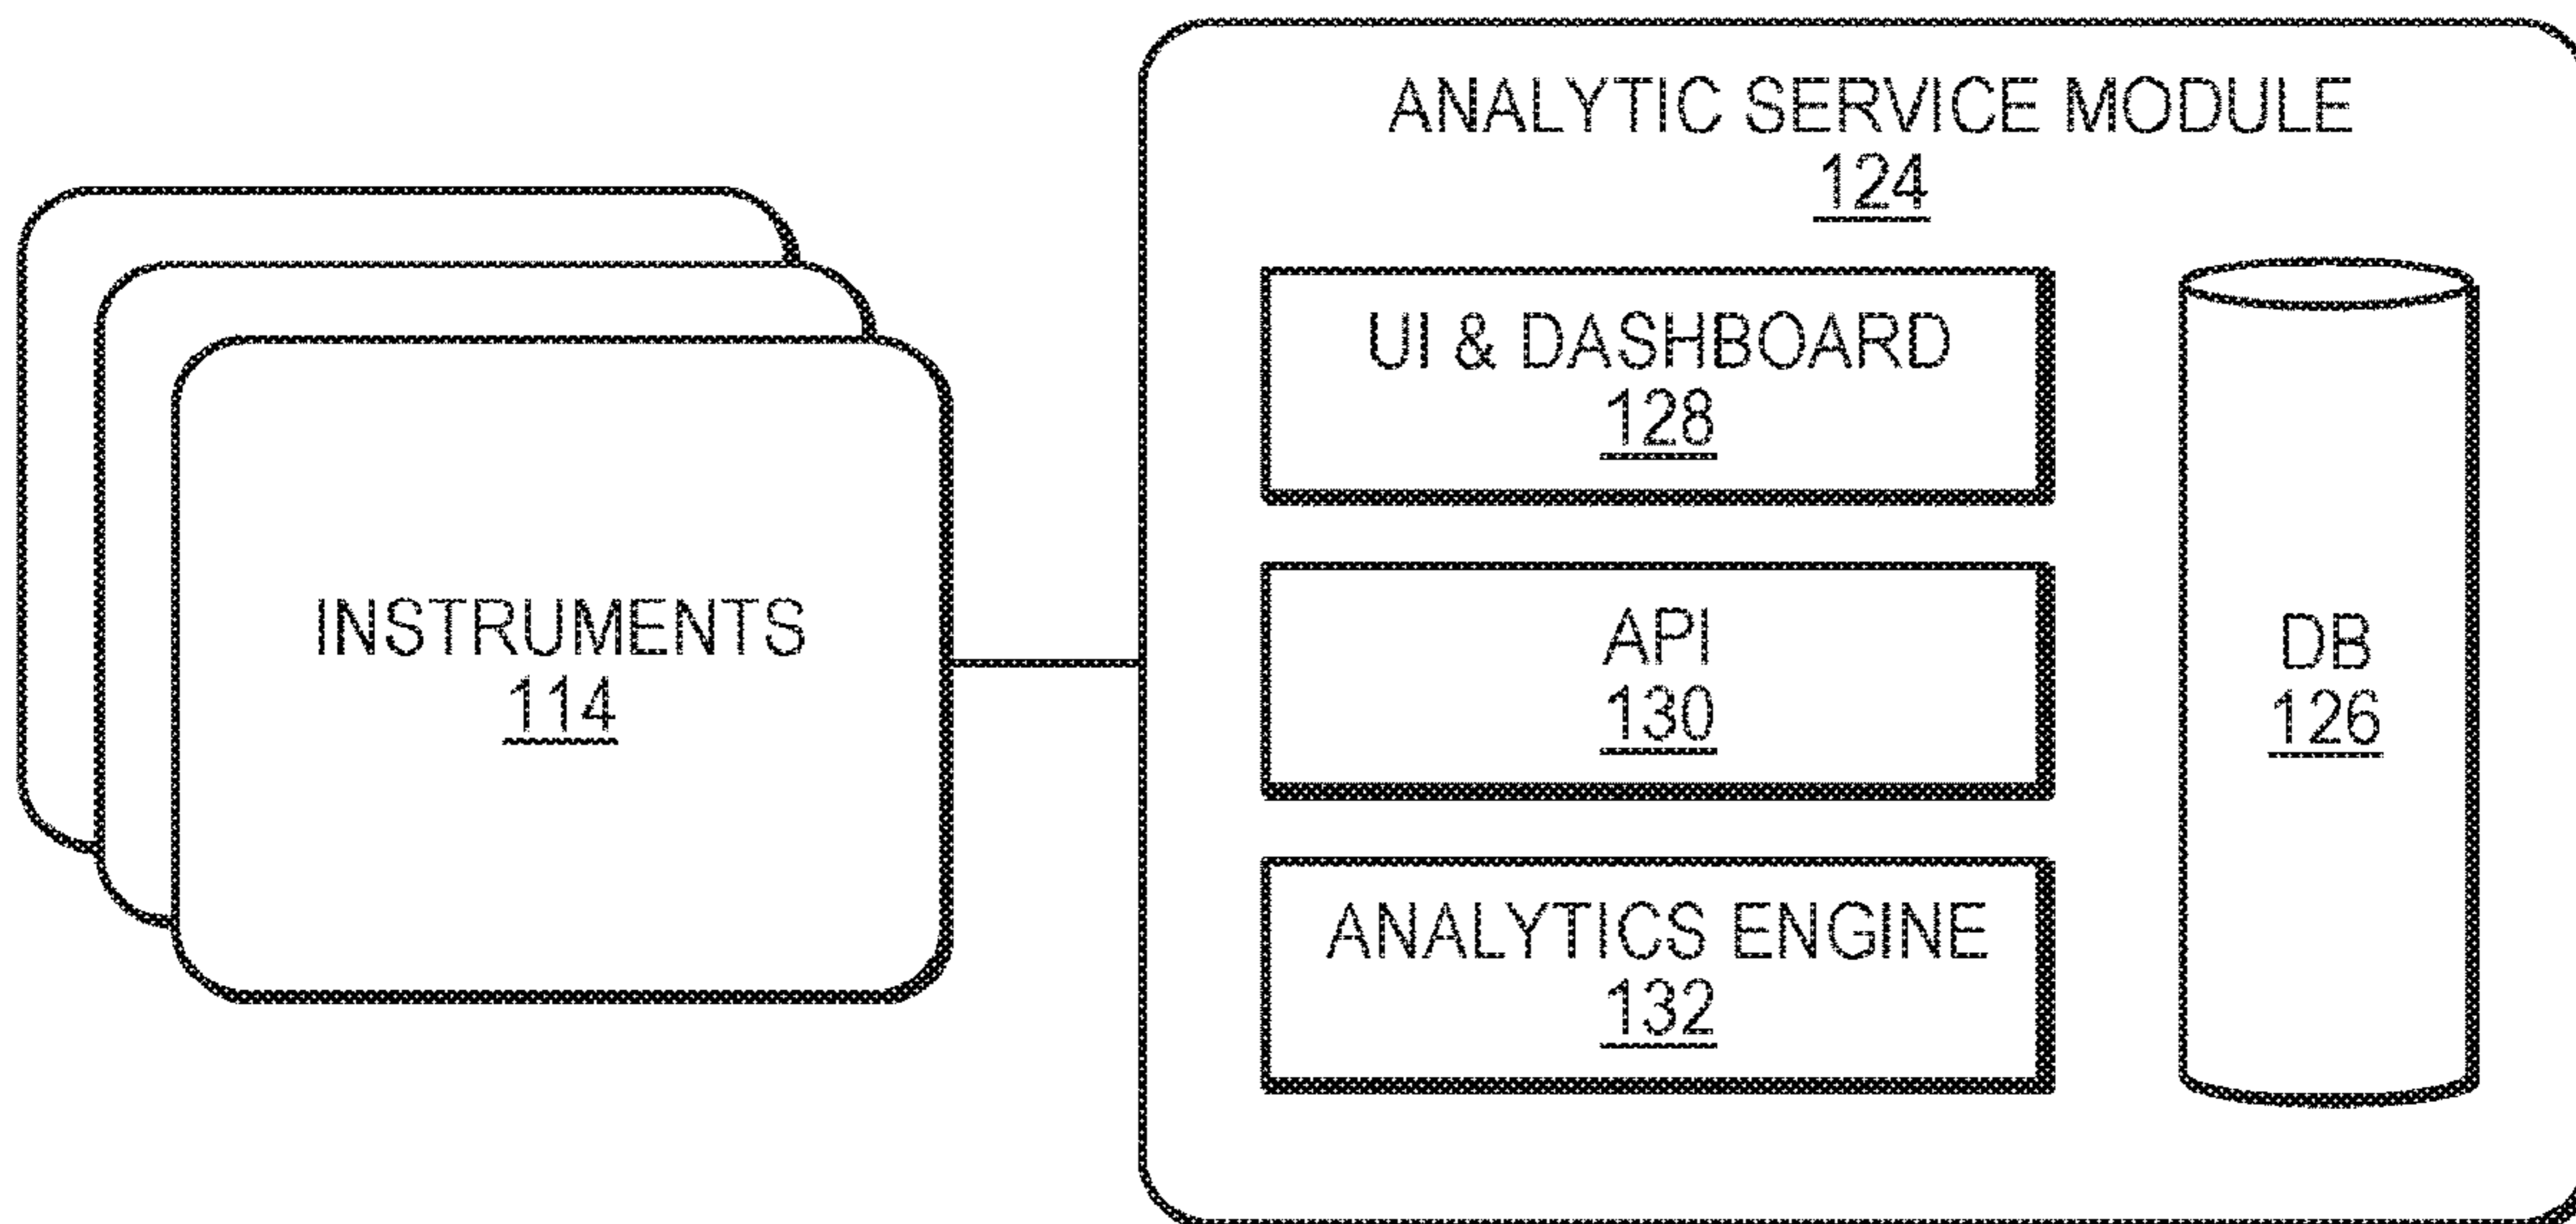 ANALYTIC SERVICE MODULE
124
UI & DASHBOARD
128
INSTRUMENTS
114
API
130
DB
126
ANALYTICS ENGINE
132